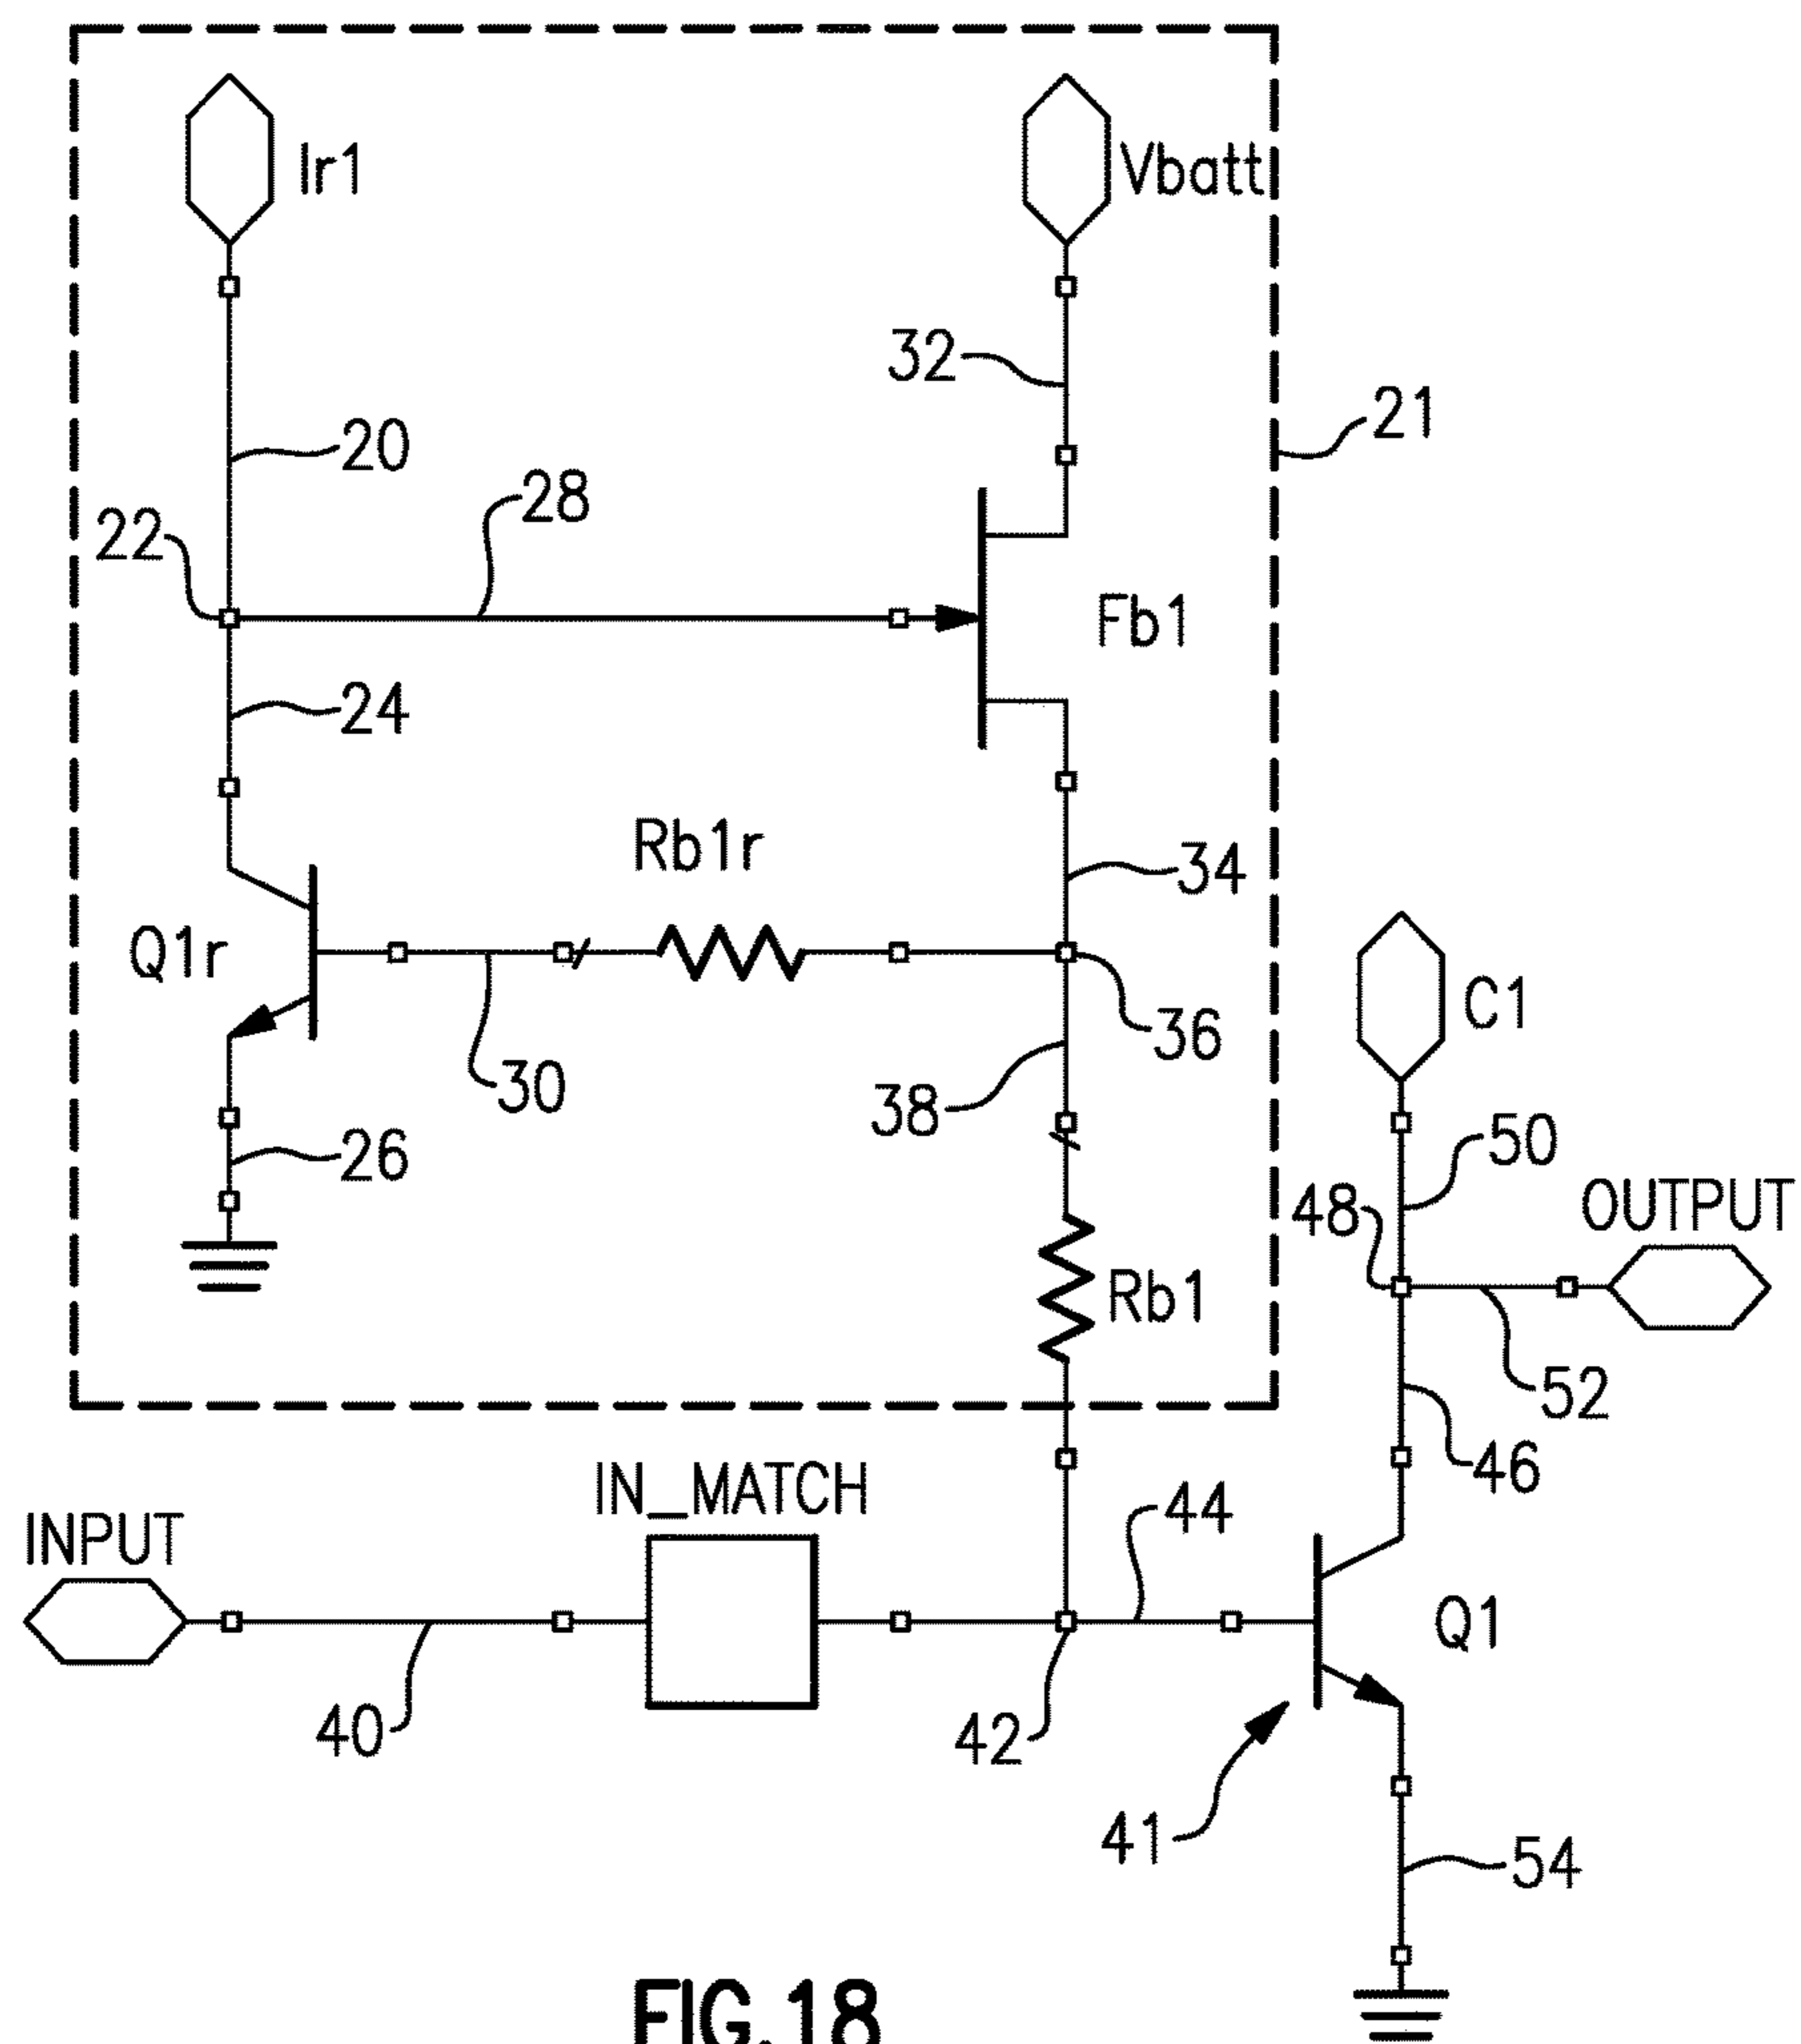 Ir1
Vbatt
32
21
20
28
22
Fb1
24
Rb1r
34
Q1r
C1
36
30
38
26
50
48
OUTPUT
Rb1
52
46
IN_MATCH
44
INPUT
Q1
40
42
41
54
FIG.18